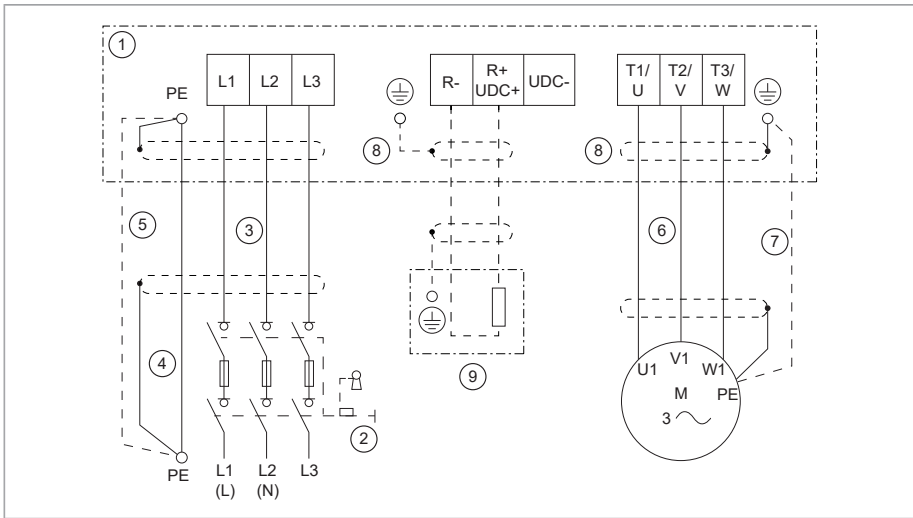 1
PE
L1 L2 L3
R- R+ UDC+ UDC-
T1/ U T2/ V T3/ W
8
8
5
3
6
7
4
9
2
U1 V1 W1
M PE
3
PE
L1 (L) L2 (N) L3